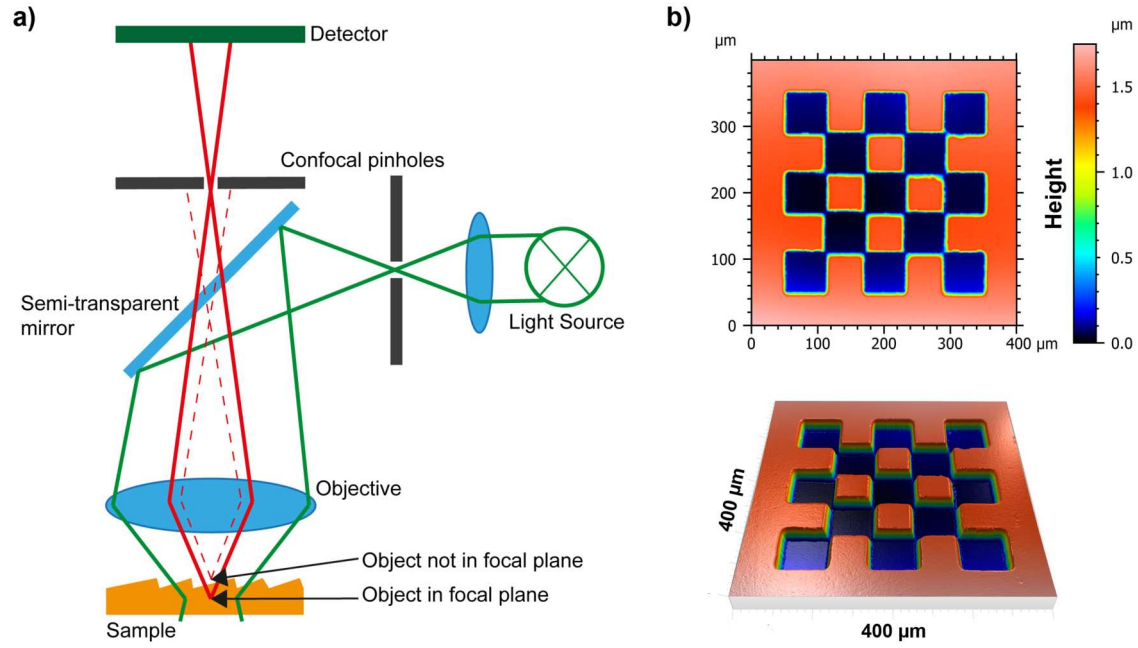 a)
Detector
Confocal pinholes
Semi-transparent
mirror
Light Source
Objective
Object not in focal plane
Object in focal plane
Sample
b)
µm
µm
300
200
100
0
0
100
200
300
400
µm
1.5
1.0
0.5
0.0
Height
400 µm
400 µm